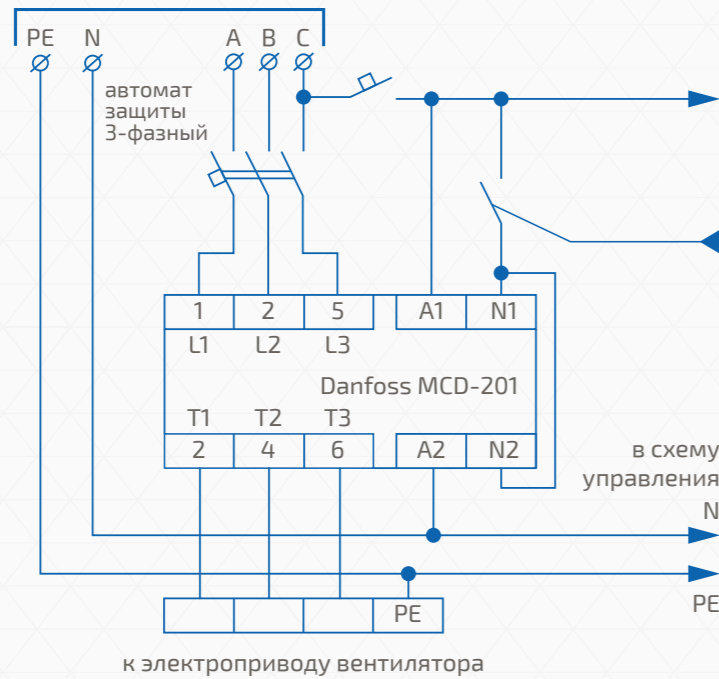 PE N A B C
автомат
защиты
3-фазный
1 2 5 A1 N1
L1 L2 L3
Danfoss MCD-201
T1 T2 T3
2 4 6 A2 N2
в схему
управления
N
PE
PE
к электроприводу вентилятора